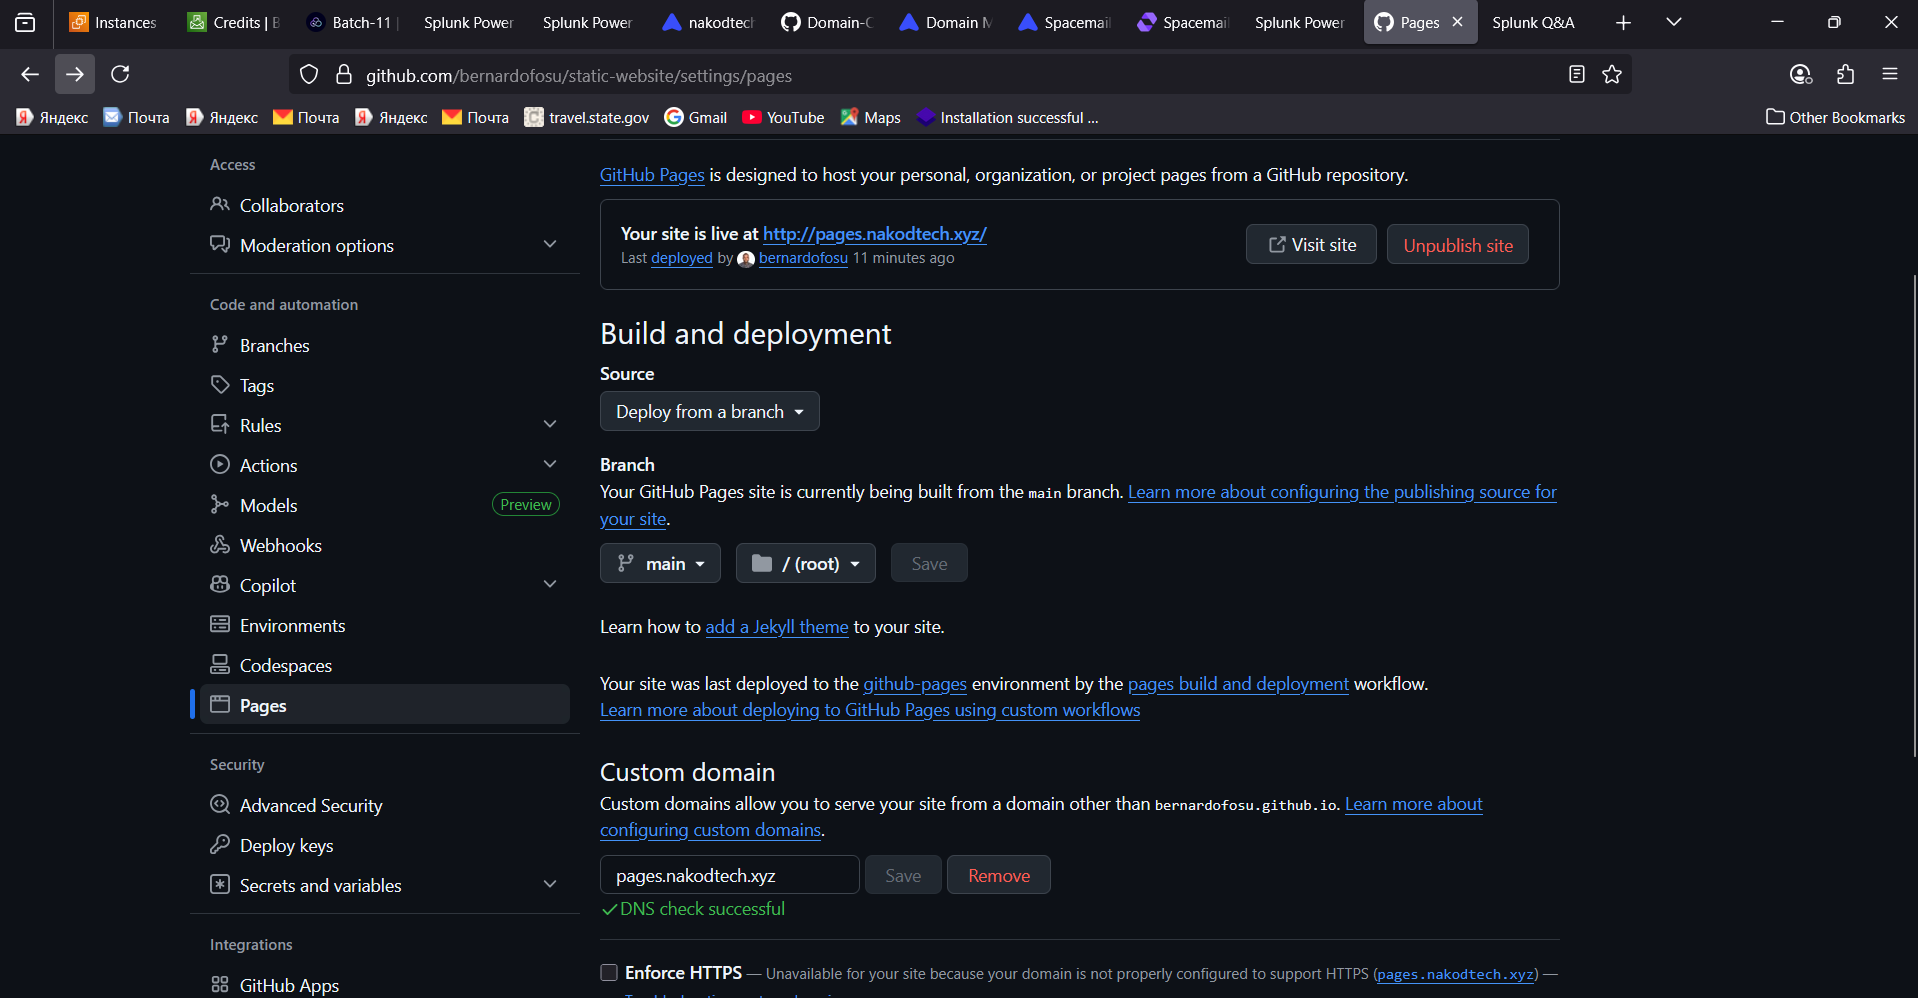 Instances
Credits | B
Batch-11 |
Splunk Power
Splunk Power
nakodtech
Domain-C
Domain M
Spacemail
Spacemail
Splunk Power
Pages
Splunk Q&A
github.com/bernardofosu/static-website/settings/pages
Яндекс
Почта
Яндекс
Почта
Яндекс
Почта
travel.state.gov
Gmail
YouTube
Maps
Installation successful ...
Other Bookmarks
Access
Collaborators
Moderation options
Code and automation
Branches
Tags
Rules
Actions
Models
Preview
Webhooks
Copilot
Environments
Codespaces
Pages
Security
Advanced Security
Deploy keys
Secrets and variables
Integrations
GitHub Apps
GitHub Pages is designed to host your personal, organization, or project pages from a GitHub repository.
Your site is live at http://pages.nakodtech.xyz/
Last deployed by bernardofosu 11 minutes ago
Visit site
Unpublish site
Build and deployment
Source
Deploy from a branch
Branch
Your GitHub Pages site is currently being built from the main branch. Learn more about configuring the publishing source for
your site.
main
/ (root)
Save
Learn how to add a Jekyll theme to your site.
Your site was last deployed to the github-pages environment by the pages build and deployment workflow.
Learn more about deploying to GitHub Pages using custom workflows
Custom domain
Custom domains allow you to serve your site from a domain other than bernardofosu.github.io. Learn more about
configuring custom domains.
pages.nakodtech.xyz
Save
Remove
DNS check successful
Enforce HTTPS — Unavailable for your site because your domain is not properly configured to support HTTPS (pages.nakodtech.xyz) —